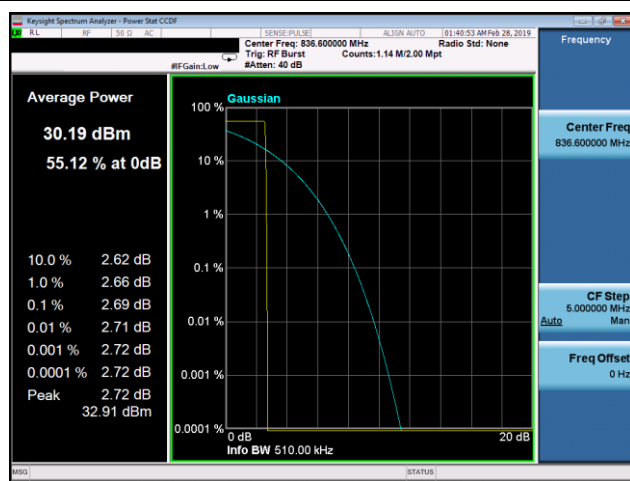 Keysight Spectrum Analyzer - Power Stat CCDF
RL RF 50 Ω AC SENSE:PULSE ALIGN AUTO 01:40:53 AM Feb 28, 2019
Center Freq: 836.600000 MHz Radio Std: None
Trig: RF Burst Counts:1.14 M/2.00 Mpt
#IFGain:Low #Atten: 40 dB
Frequency
Average Power
30.19 dBm
55.12 % at 0dB
10.0 % 2.62 dB
1.0 % 2.66 dB
0.1 % 2.69 dB
0.01 % 2.71 dB
0.001 % 2.72 dB
0.0001 % 2.72 dB
Peak 2.72 dB
32.91 dBm
Gaussian
100 %
10 %
1 %
0.1 %
0.01 %
0.001 %
0.0001 %
0 dB 20 dB
Info BW 510.00 kHz
Center Freq
836.600000 MHz
CF Step
5.000000 MHz
Auto Man
Freq Offset
0 Hz
MSG STATUS